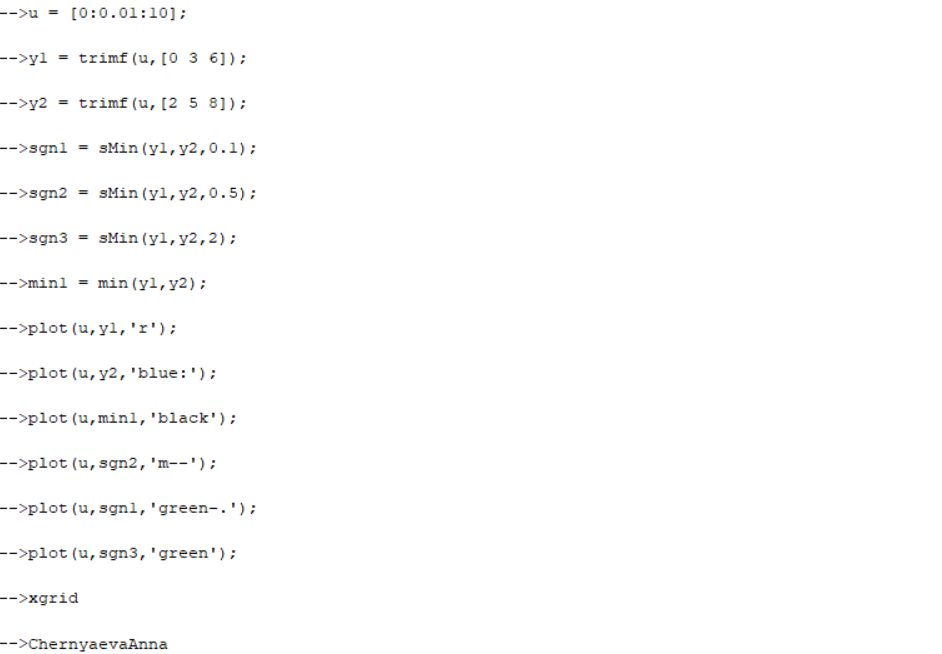 -->u = [0:0.01:10];
-->y1 = trimf(u,[0 3 6]);
-->y2 = trimf(u,[2 5 8]);
-->sgn1 = sMin(y1,y2,0.1);
-->sgn2 = sMin(y1,y2,0.5);
-->sgn3 = sMin(y1,y2,2);
-->min1 = min(y1,y2);
-->plot(u,y1,'r');
-->plot(u,y2,'blue:');
-->plot(u,min1,'black');
-->plot(u,sgn2,'m--');
-->plot(u,sgn1,'green-.');
-->plot(u,sgn3,'green');
-->xgrid
-->ChernyaevaAnna